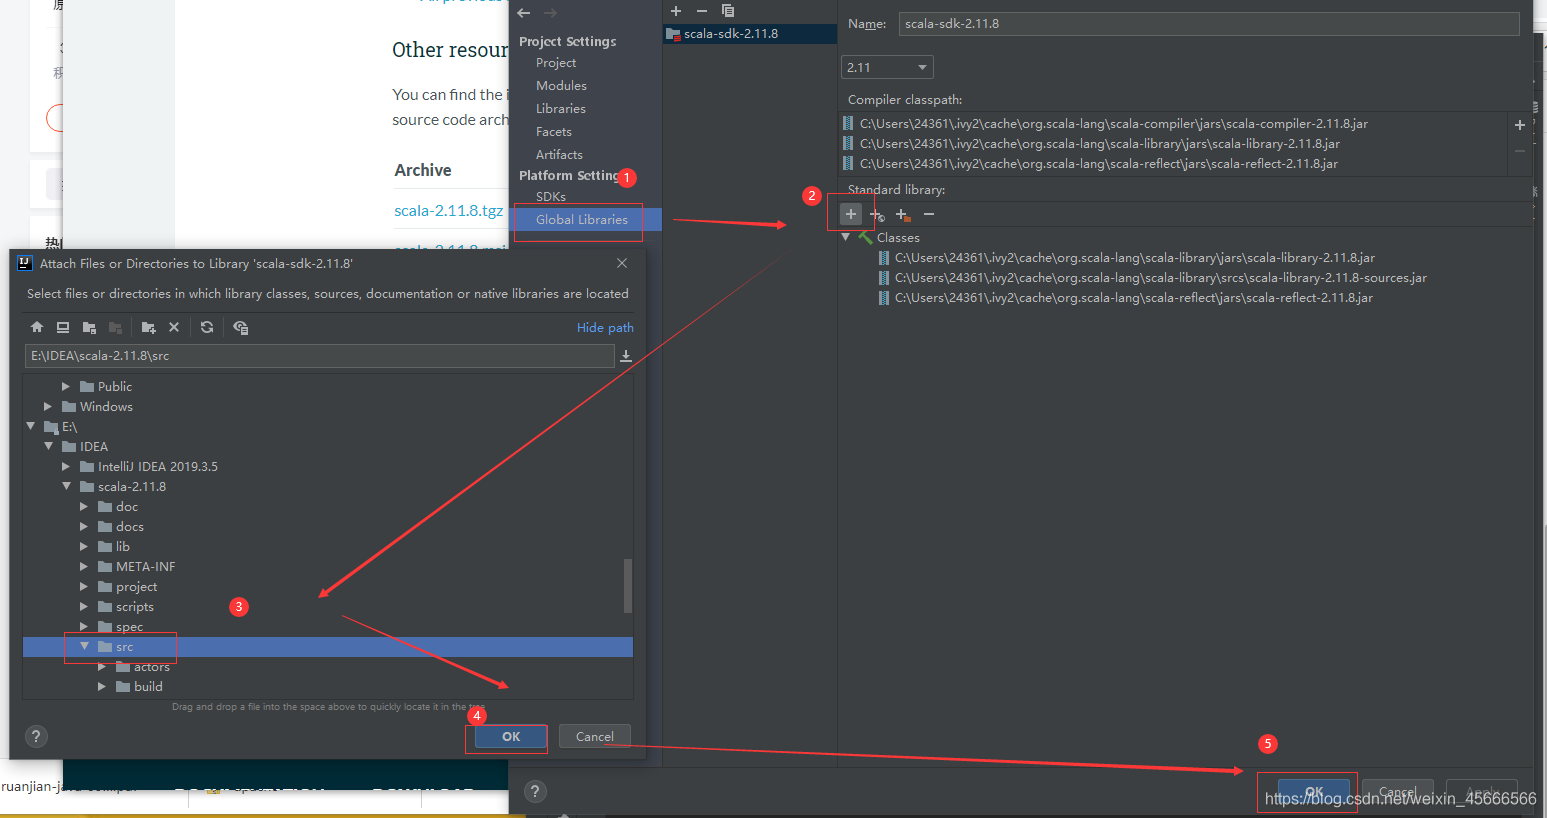 Other resour
You can find the i
source code arch
Archive
scala-2.11.8.tgz
Project Settings
Project
Modules
Libraries
Facets
Artifacts
Platform Setting
1
SDKs
Global Libraries
scala-sdk-2.11.8
Name:
scala-sdk-2.11.8
2.11
Compiler classpath:
C:\Users\24361\.ivy2\cache\org.scala-lang\scala-compiler\jars\scala-compiler-2.11.8.jar
C:\Users\24361\.ivy2\cache\org.scala-lang\scala-library\jars\scala-library-2.11.8.jar
C:\Users\24361\.ivy2\cache\org.scala-lang\scala-reflect\jars\scala-reflect-2.11.8.jar
2
Standard library:
Classes
C:\Users\24361\.ivy2\cache\org.scala-lang\scala-library\jars\scala-library-2.11.8.jar
C:\Users\24361\.ivy2\cache\org.scala-lang\scala-library\srcs\scala-library-2.11.8-sources.jar
C:\Users\24361\.ivy2\cache\org.scala-lang\scala-reflect\jars\scala-reflect-2.11.8.jar
IJ
Attach Files or Directories to Library 'scala-sdk-2.11.8'
Select files or directories in which library classes, sources, documentation or native libraries are located
Hide path
E:\IDEA\scala-2.11.8\src
Public
Windows
E:\
IDEA
IntelliJ IDEA 2019.3.5
scala-2.11.8
doc
docs
lib
META-INF
project
scripts
3
spec
src
actors
build
Drag and drop a file into the space above to quickly locate it in the tree
4
?
OK
Cancel
5
?
OK
Cancel
Apply
https://blog.csdn.net/weixin_45666566